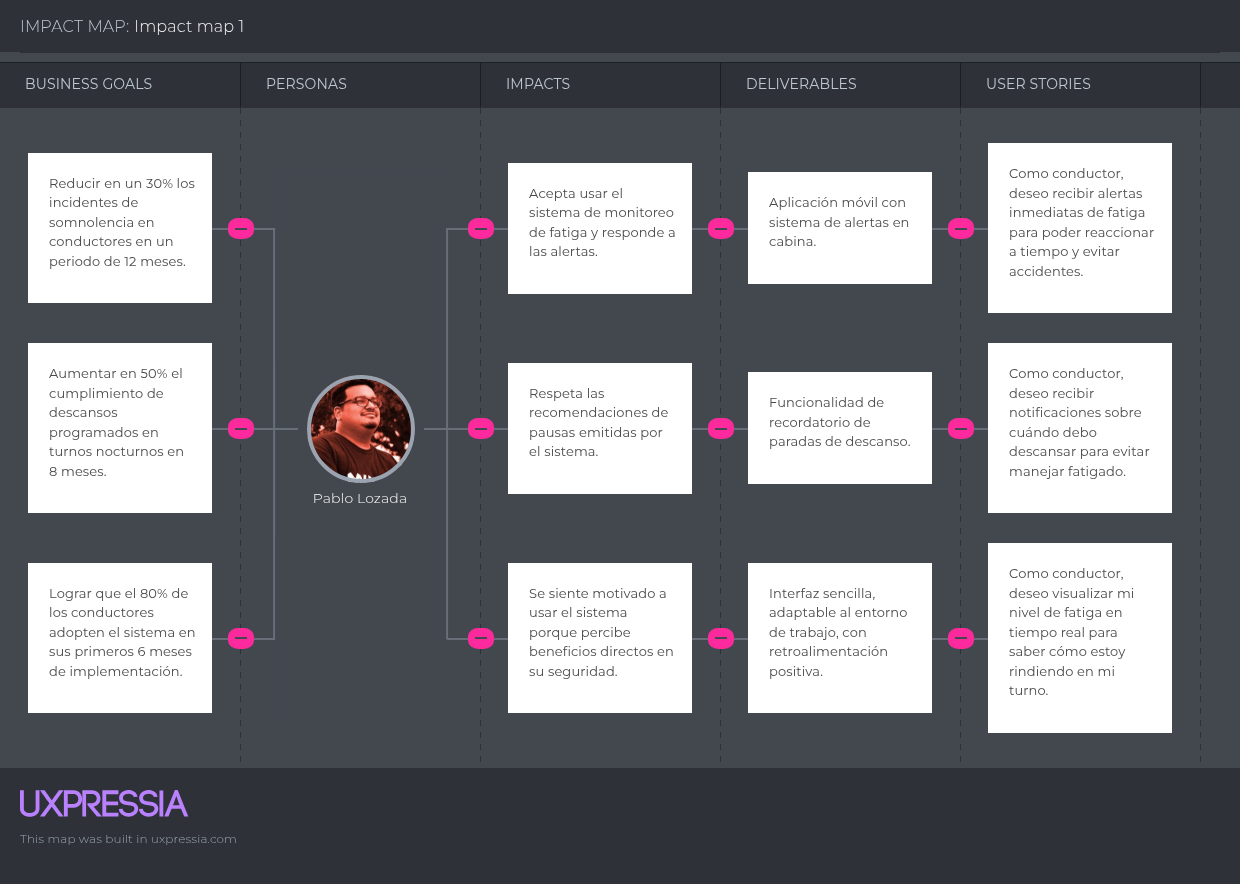 IMPACT MAP: Impact map 1
BUSINESS GOALS
PERSONAS
IMPACTS
DELIVERABLES
USER STORIES
Reducir en un 30% los
incidentes de
somnolencia en
conductores en un
periodo de 12 meses.
Acepta usar el
sistema de monitoreo
de fatiga y responde a
las alertas.
Aplicación móvil con
sistema de alertas en
cabina.
Como conductor,
deseo recibir alertas
inmediatas de fatiga
para poder reaccionar
a tiempo y evitar
accidentes.
Aumentar en 50% el
cumplimiento de
descansos
programados en
turnos nocturnos en
8 meses.
Pablo Lozada
Respeta las
recomendaciones de
pausas emitidas por
el sistema.
Funcionalidad de
recordatorio de
paradas de descanso.
Como conductor,
deseo recibir
notificaciones sobre
cuándo debo
descansar para evitar
manejar fatigado.
Lograr que el 80% de
los conductores
adopten el sistema en
sus primeros 6 meses
de implementación.
Se siente motivado a
usar el sistema
porque percibe
beneficios directos en
su seguridad.
Interfaz sencilla,
adaptable al entorno
de trabajo, con
retroalimentación
positiva.
Como conductor,
deseo visualizar mi
nivel de fatiga en
tiempo real para
saber cómo estoy
rindiendo en mi
turno.
UXPRESSIA
This map was built in uxpressia.com